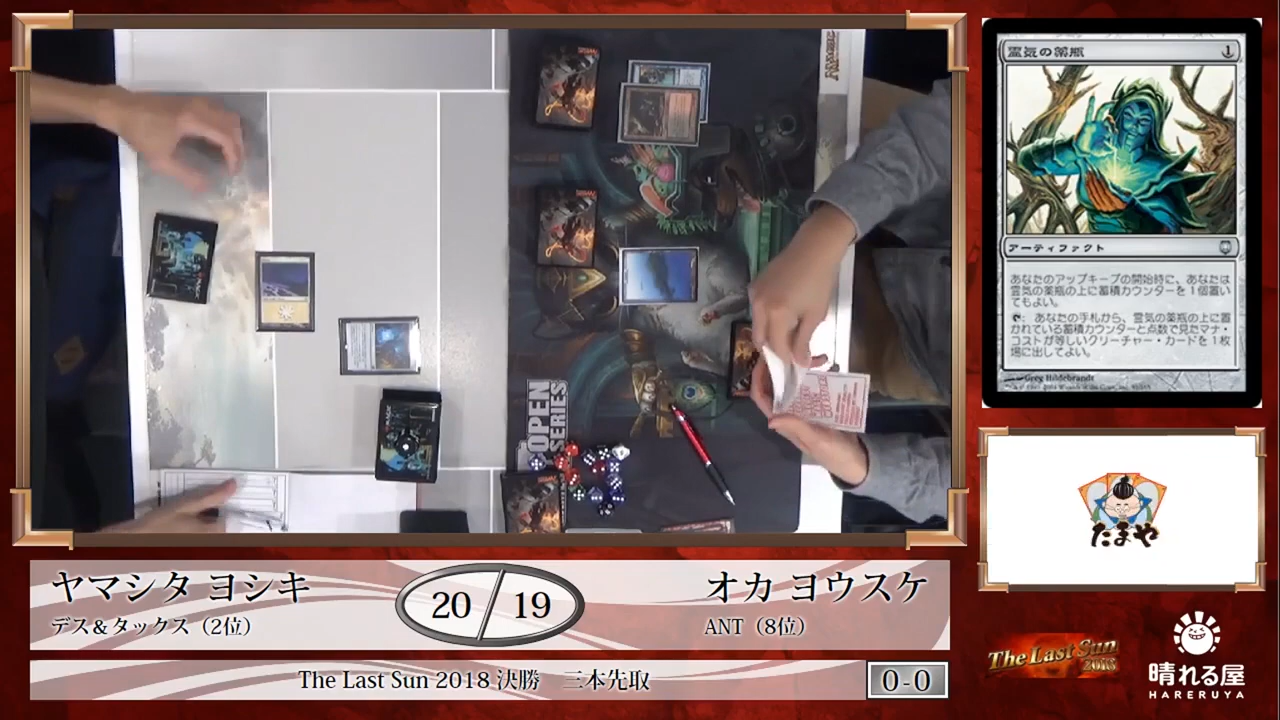 霊気の薬瓶 1
アーティファクト
あなたのアップキープの開始時に、あなたは
霊気の薬瓶の上に蓄積カウンターを1個置い
てもよい。
：あなたの手札から、霊気の薬瓶の上に置
かれている蓄積カウンターと点数で見たマナ・
コストが等しいクリーチャー・カードを1枚
場に出してよい。
Greg Hildebrandt
OPEN
SERIES
たまや
ヤマシタ ヨシキ
デス&タックス（2位）
20 / 19
オカ ヨウスケ
ANT（8位）
The Last Sun 2018 決勝　三本先取
0-0
The Last Sun
2018
晴れる屋
HARERUYA